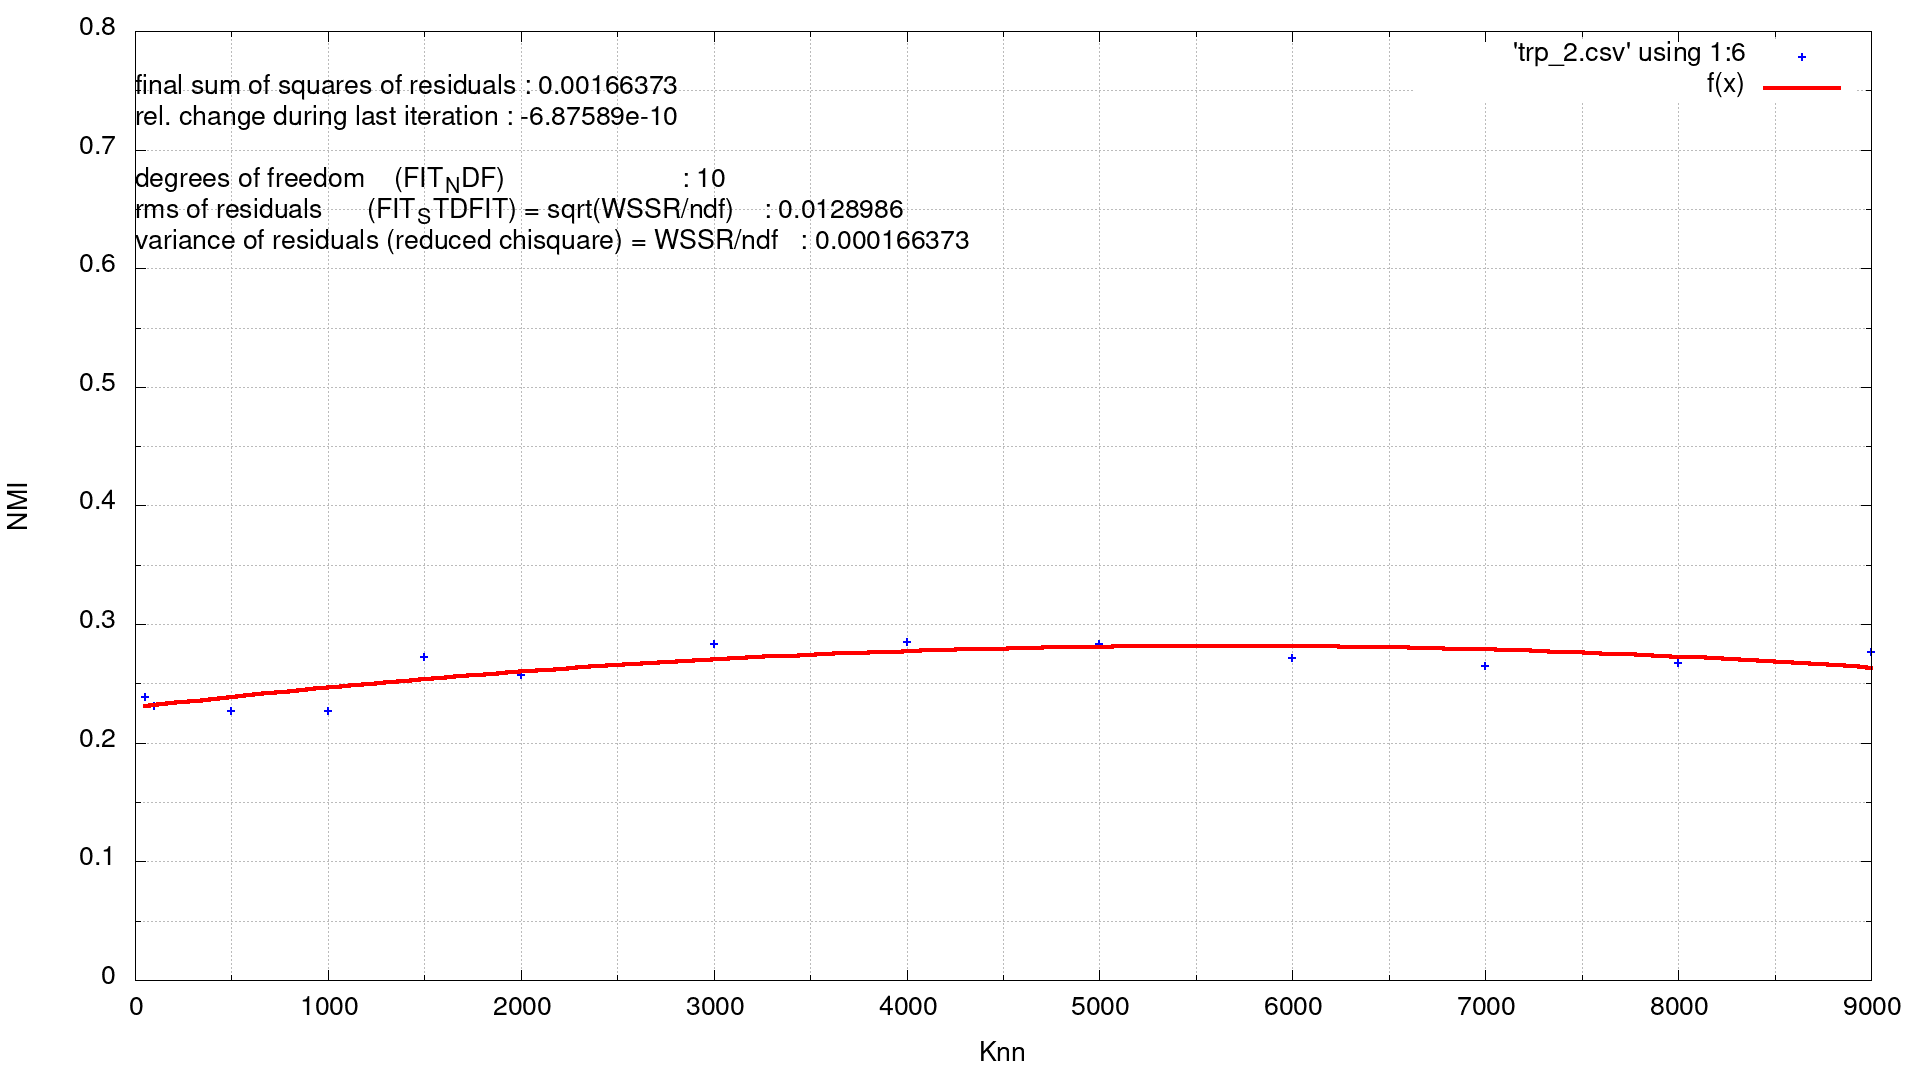 0.8
'trp_2.csv' using 1:6
f(x)
final sum of squares of residuals : 0.00166373
rel. change during last iteration : -6.87589e-10
0.7
degrees of freedom (FIT_NDF) : 10
rms of residuals (FIT_STDFIT) = sqrt(WSSR/ndf) : 0.0128986
variance of residuals (reduced chisquare) = WSSR/ndf : 0.000166373
0.6
0.5
0.4
NMI
0.3
0.2
0.1
0
0 1000 2000 3000 4000 5000 6000 7000 8000 9000
Knn